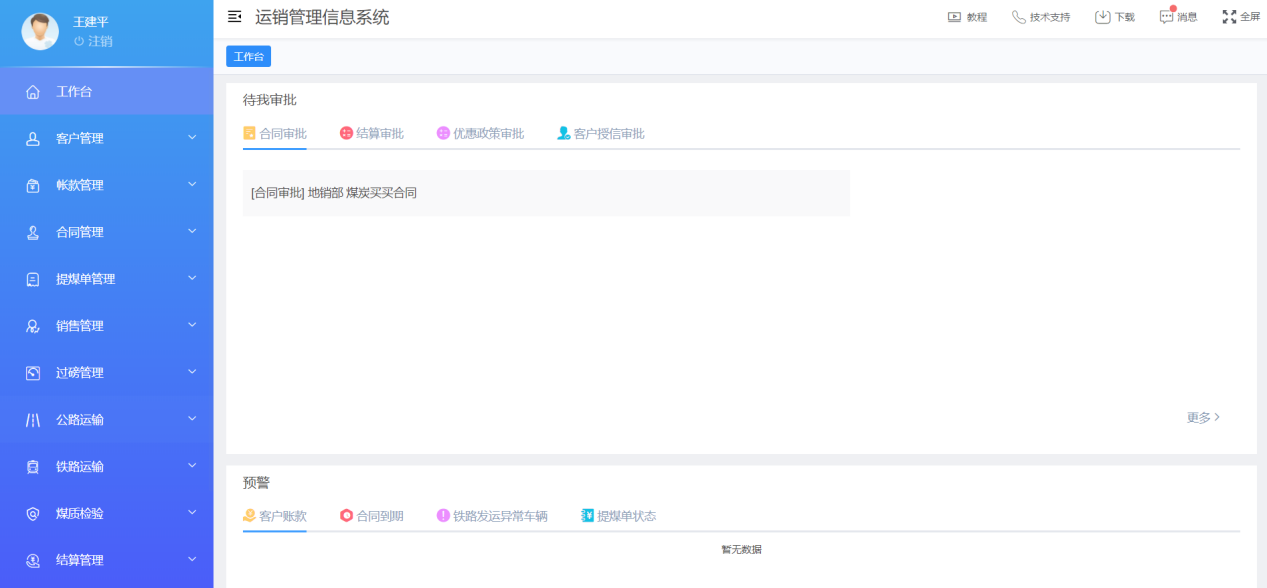 王建平
注销
工作台
客户管理
帐款管理
合同管理
提煤单管理
销售管理
过磅管理
公路运输
铁路运输
煤质检验
结算管理
运销管理信息系统
教程 技术支持 下载 消息 全屏
工作台
待我审批
合同审批 结算审批 优惠政策审批 客户授信审批
[合同审批] 地销部 煤炭买买合同
更多
预警
客户账款 合同到期 铁路发运异常车辆 提煤单状态
暂无数据